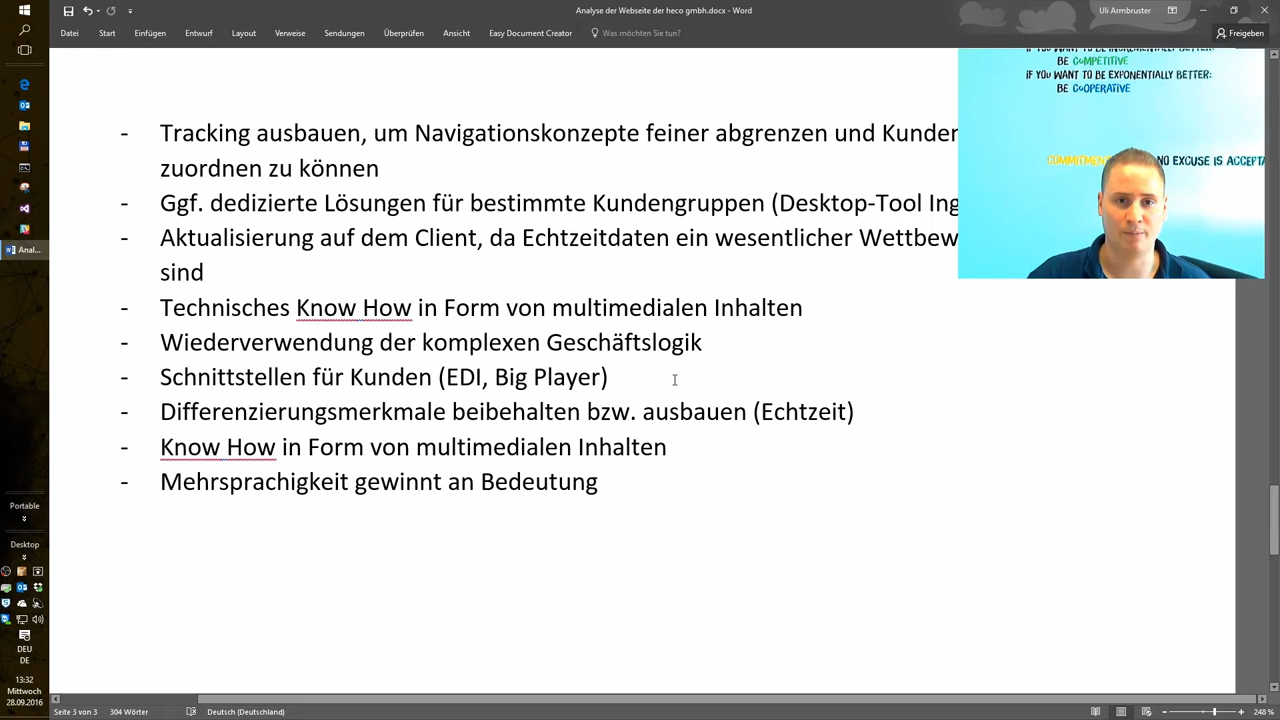 Analyse der Webseite der heco gmbh.docx - Word
Uli Armbruster
Datei Start Einfügen Entwurf Layout Verweise Sendungen Überprüfen Ansicht Easy Document Creator Was möchten Sie tun? Freigeben
IF YOU WANT TO BE INCREMENTALLY BETTER:
BE COMPETITIVE
IF YOU WANT TO BE EXPONENTIALLY BETTER:
BE COOPERATIVE
COMMITMENT NO EXCUSE IS ACCEPTA
- Tracking ausbauen, um Navigationskonzepte feiner abgrenzen und Kunden
zuordnen zu können
- Ggf. dedizierte Lösungen für bestimmte Kundengruppen (Desktop-Tool Ing
- Aktualisierung auf dem Client, da Echtzeitdaten ein wesentlicher Wettbew
sind
- Technisches Know How in Form von multimedialen Inhalten
- Wiederverwendung der komplexen Geschäftslogik
- Schnittstellen für Kunden (EDI, Big Player)
- Differenzierungsmerkmale beibehalten bzw. ausbauen (Echtzeit)
- Know How in Form von multimedialen Inhalten
- Mehrsprachigkeit gewinnt an Bedeutung
Anal...
Portable
Desktop
DEU
DE
13:32
Mittwoch
28.09.2016
Seite 3 von 3 304 Wörter Deutsch (Deutschland) 248 %